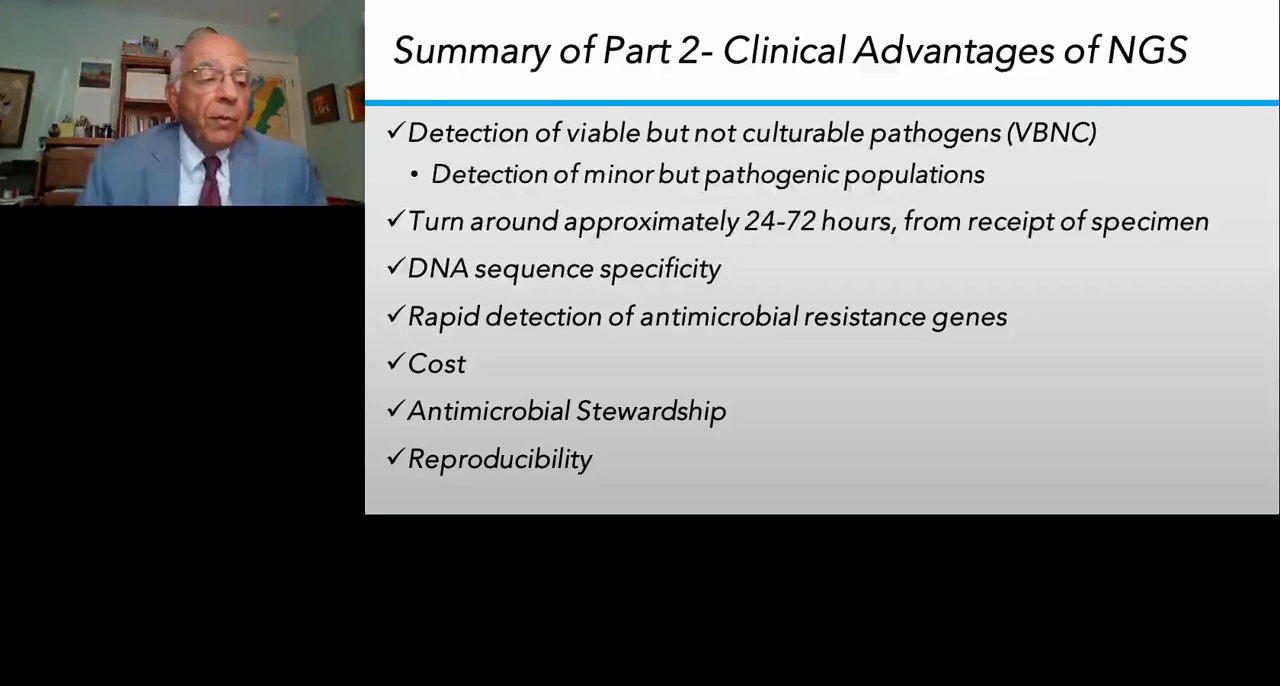 Summary of Part 2- Clinical Advantages of NGS
✓Detection of viable but not culturable pathogens (VBNC)
• Detection of minor but pathogenic populations
✓Turn around approximately 24-72 hours, from receipt of specimen
✓DNA sequence specificity
✓Rapid detection of antimicrobial resistance genes
✓Cost
✓Antimicrobial Stewardship
✓Reproducibility